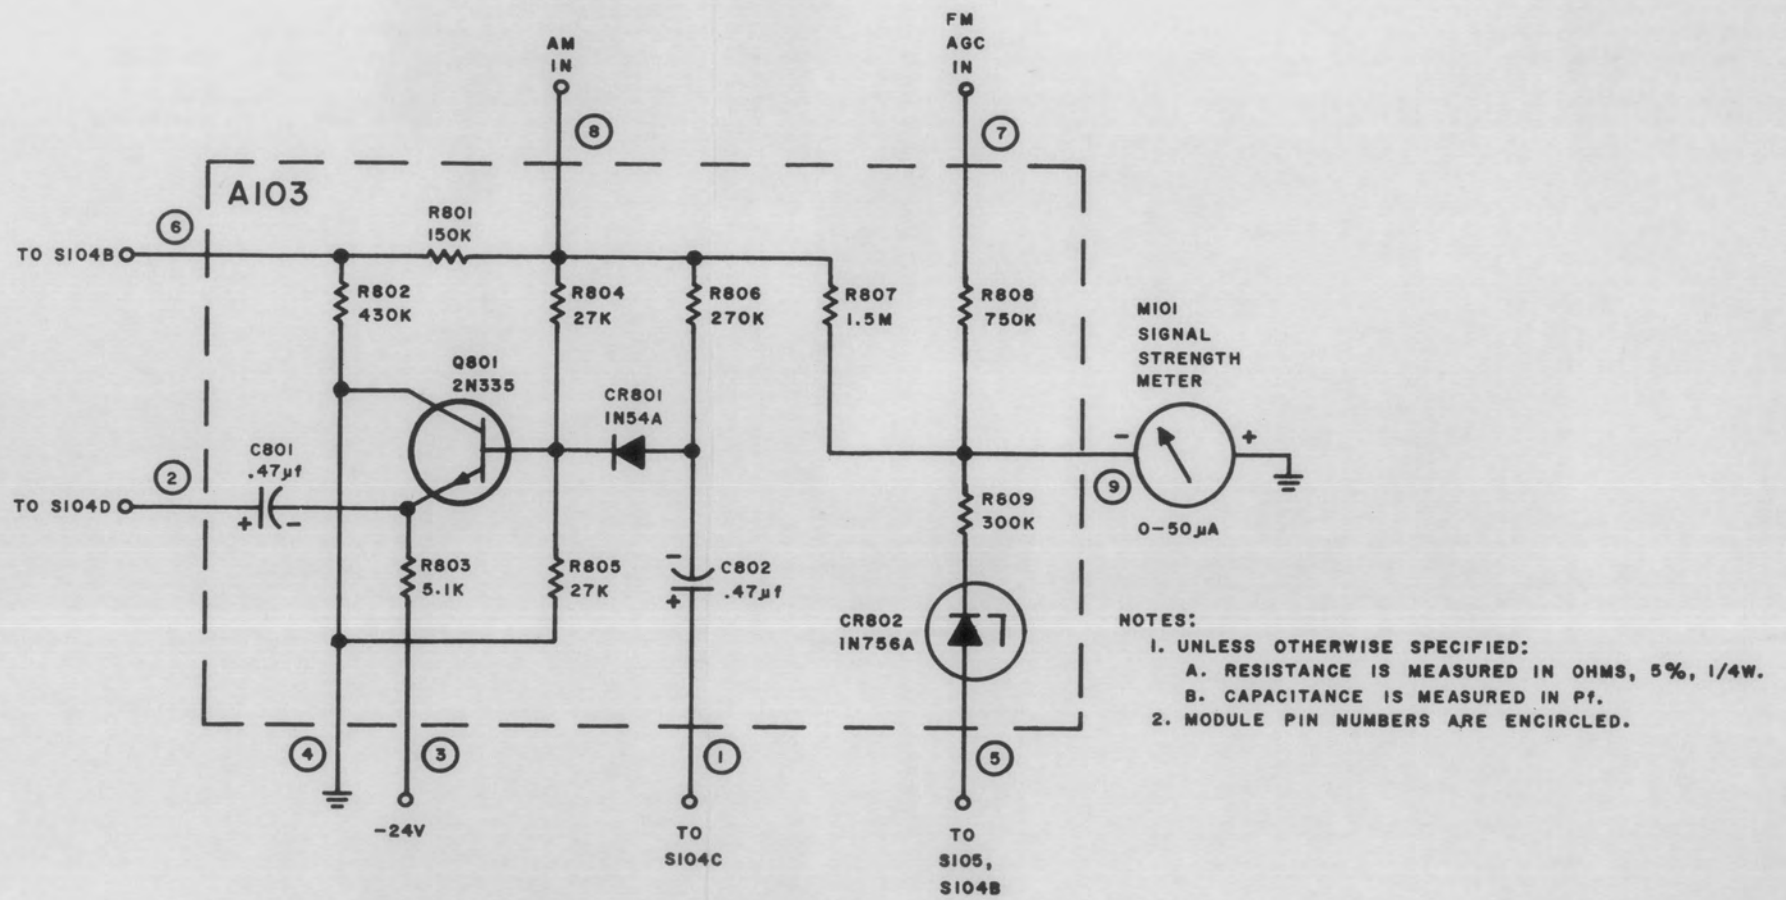 FM
AGC
IN
AM
IN
8
7
A103
6
R801
150K
TO S104B
R802
430K
R804
27K
R806
270K
R807
1.5M
R808
750K
M101
SIGNAL
STRENGTH
METER
Q801
2N335
CR801
1N54A
- +
C801
.47µf
2
9
TO S104D
+ -
R809
300K
0-50µA
R803
5.1K
R805
27K
-
C802
.47µf
+
CR802
1N756A
NOTES:
1. UNLESS OTHERWISE SPECIFIED:
A. RESISTANCE IS MEASURED IN OHMS, 5%, 1/4W.
B. CAPACITANCE IS MEASURED IN Pf.
2. MODULE PIN NUMBERS ARE ENCIRCLED.
4
3
1
5
-24V
TO
S104C
TO
S105,
S104B